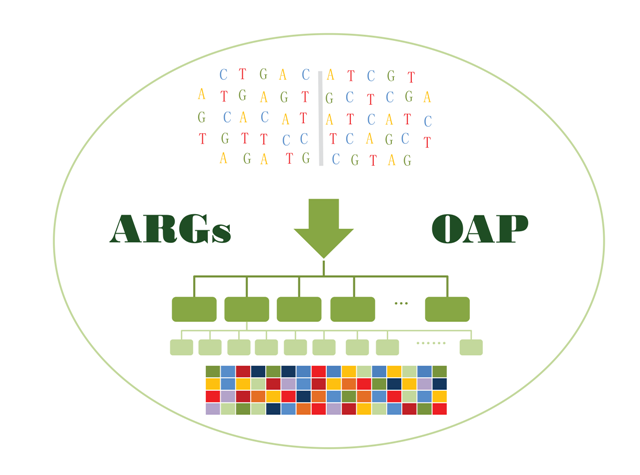 C T G A C A T C G T
A T G A G T G C T C G A
G C A C A T A T C A T C
T G T T C C T C A G C T
A G A T G C G T A G
ARGs OAP
...
......